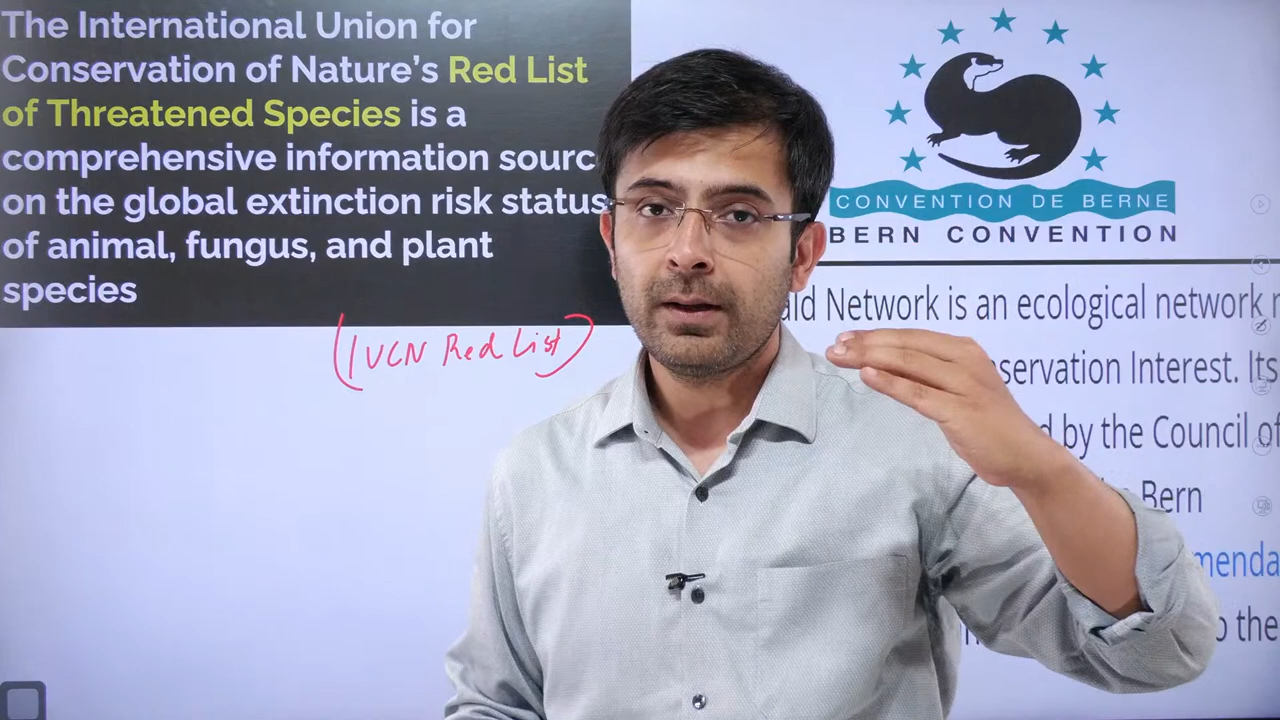 The International Union for
Conservation of Nature's Red List
of Threatened Species is a
comprehensive information sourc
on the global extinction risk status
of animal, fungus, and plant
species
(IUCN Red List)
CONVENTION DE BERNE
BERN CONVENTION
ald Network is an ecological network
servation Interest. Its
d by the Council of
Bern
menda
o the